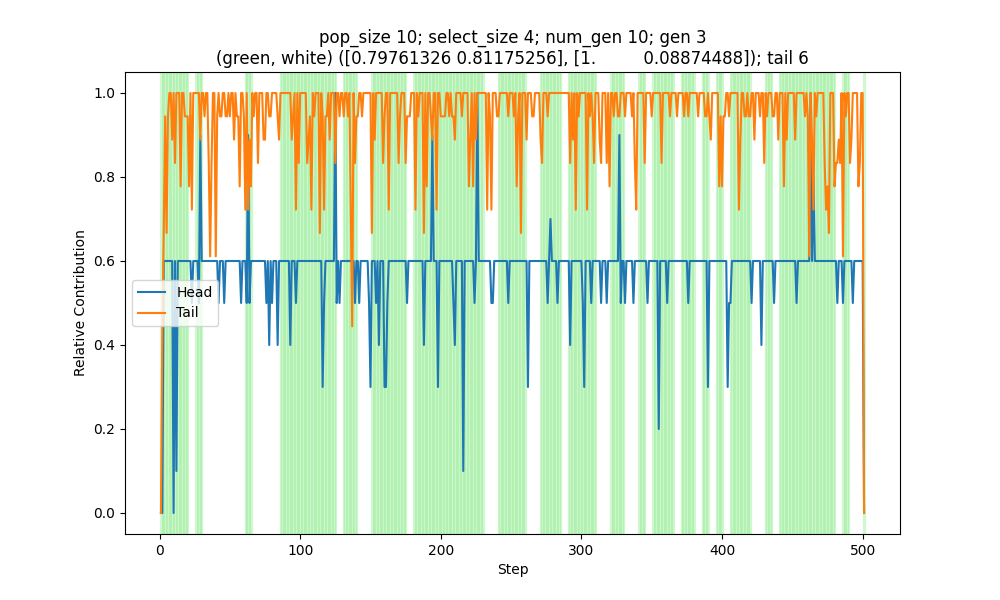 pop_size 10; select_size 4; num_gen 10; gen 3
(green, white) ([0.79761326 0.81175256], [1.         0.08874488]); tail 6
1.0
0.8
0.6
0.4
0.2
0.0
Relative Contribution
Head
Tail
0 100 200 300 400 500
Step